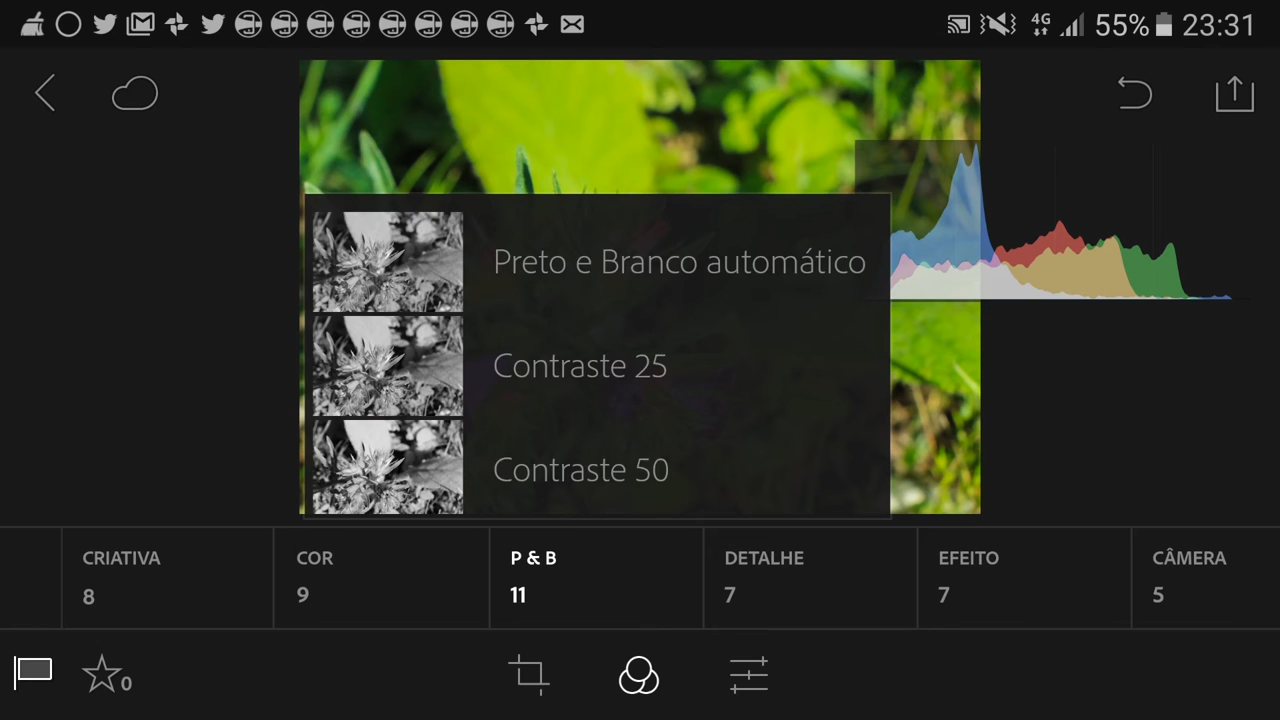 4G 55% 23:31
Preto e Branco automático
Contraste 25
Contraste 50
CRIATIVA COR P & B DETALHE EFEITO CÂMERA
8 9 11 7 7 5
0